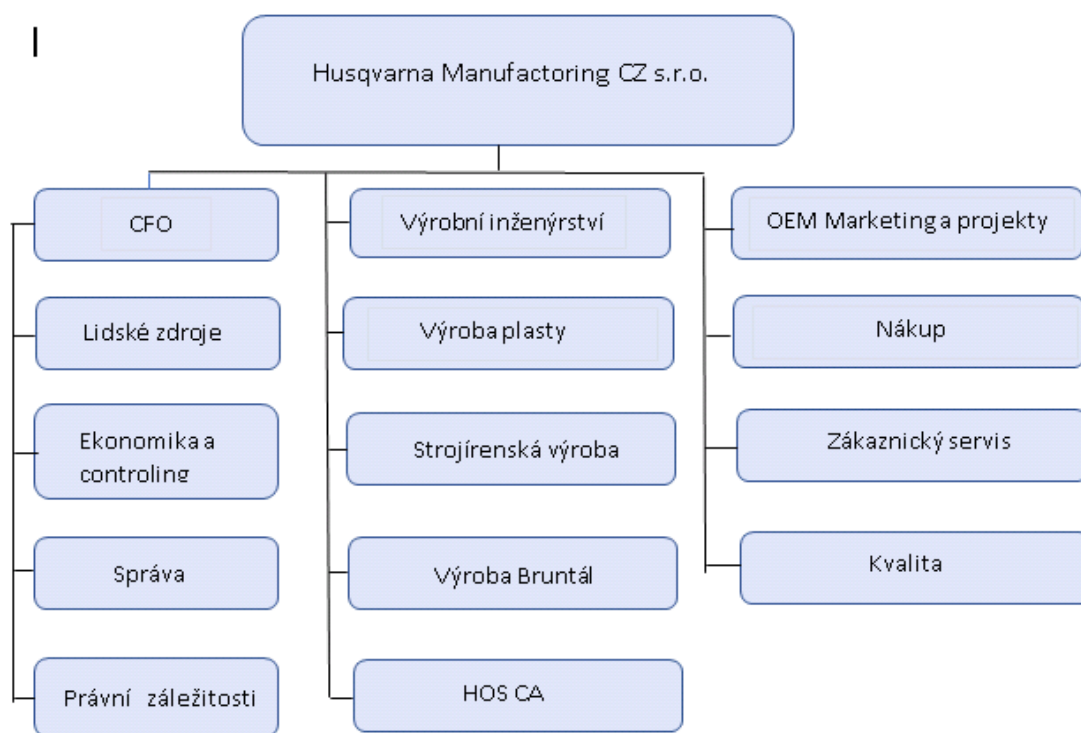 Husqvarna Manufactoring CZ s.r.o.
CFO
Lidské zdroje
Ekonomika a
controling
Správa
Právní záležitosti
Výrobní inženýrství
Výroba plasty
Strojírenská výroba
Výroba Bruntál
HOS CA
OEM Marketing a projekty
Nákup
Zákaznický servis
Kvalita